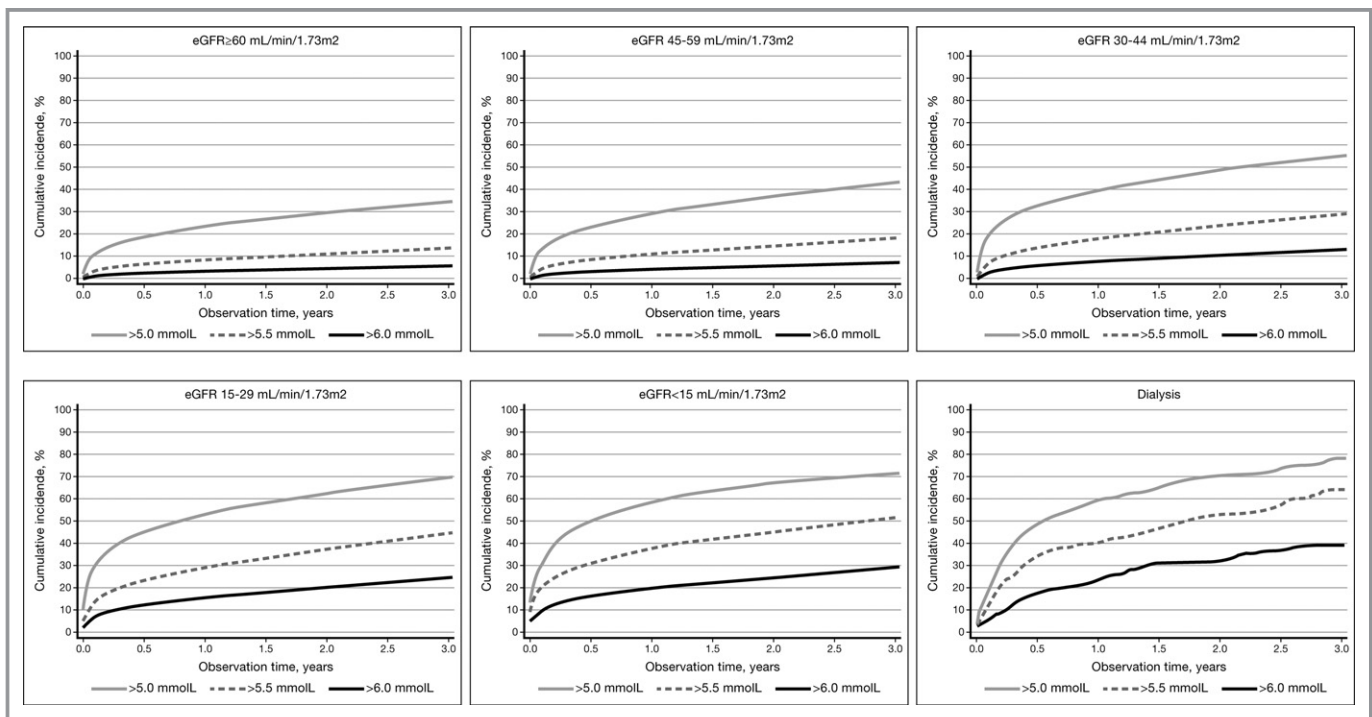 eGFR≥60 mL/min/1.73m2
Cumulative incidende, %
100
90
80
70
60
50
40
30
20
10
0
0.0 0.5 1.0 1.5 2.0 2.5 3.0
Observation time, years
>5.0 mmolL >5.5 mmolL >6.0 mmolL
eGFR 45-59 mL/min/1.73m2
Cumulative incidende, %
100
90
80
70
60
50
40
30
20
10
0
0.0 0.5 1.0 1.5 2.0 2.5 3.0
Observation time, years
>5.0 mmolL >5.5 mmolL >6.0 mmolL
eGFR 30-44 mL/min/1.73m2
Cumulative incidende, %
100
90
80
70
60
50
40
30
20
10
0
0.0 0.5 1.0 1.5 2.0 2.5 3.0
Observation time, years
>5.0 mmolL >5.5 mmolL >6.0 mmolL
eGFR 15-29 mL/min/1.73m2
Cumulative incidende, %
100
90
80
70
60
50
40
30
20
10
0
0.0 0.5 1.0 1.5 2.0 2.5 3.0
Observation time, years
>5.0 mmolL >5.5 mmolL >6.0 mmolL
eGFR<15 mL/min/1.73m2
Cumulative incidende, %
100
90
80
70
60
50
40
30
20
10
0
0.0 0.5 1.0 1.5 2.0 2.5 3.0
Observation time, years
>5.0 mmolL >5.5 mmolL >6.0 mmolL
Dialysis
Cumulative incidende, %
100
90
80
70
60
50
40
30
20
10
0
0.0 0.5 1.0 1.5 2.0 2.5 3.0
Observation time, years
>5.0 mmolL >5.5 mmolL >6.0 mmolL